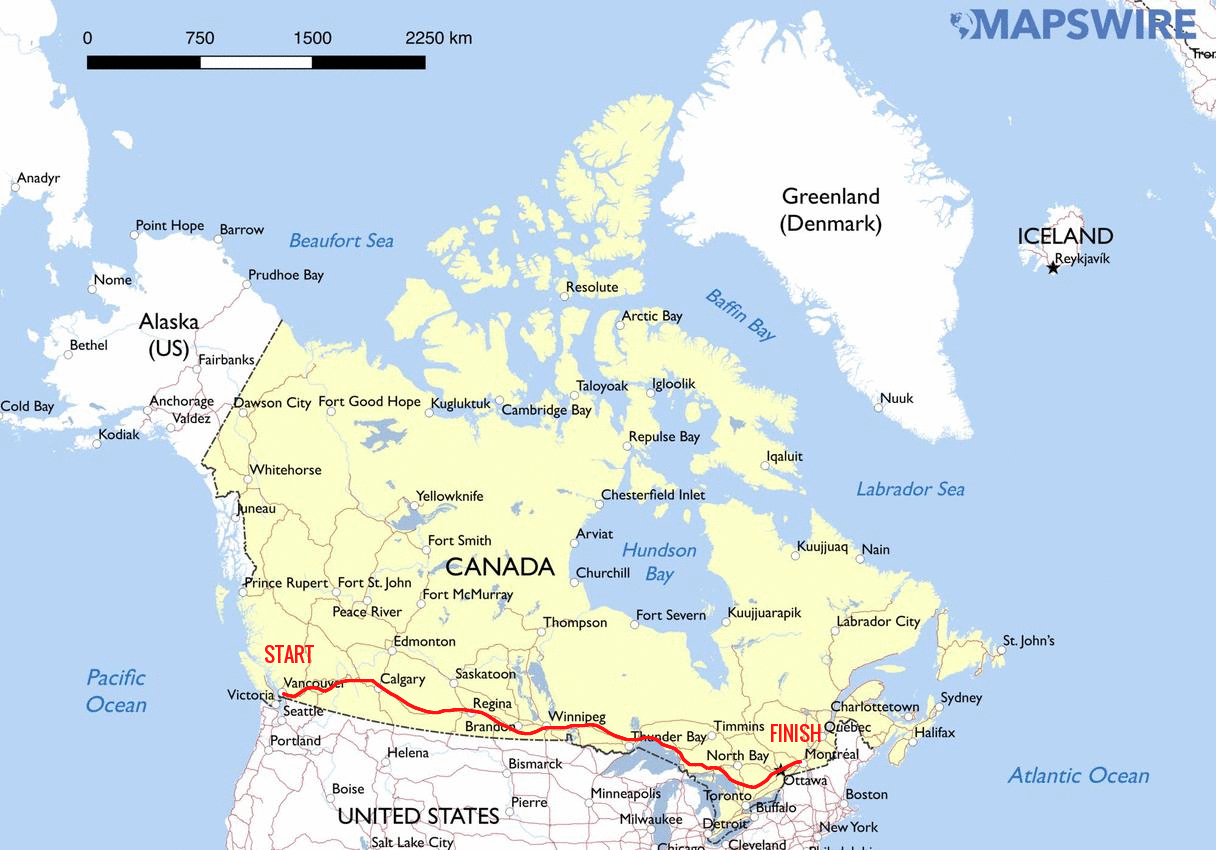 MAPSWIRE
0 750 1500 2250 km
Anadyr
Point Hope
Barrow
Beaufort Sea
Greenland
(Denmark)
ICELAND
Reykjavík
Nome
Prudhoe Bay
Resolute
Baffin Bay
Arctic Bay
Alaska
(US)
Bethel
Fairbanks
Cold Bay
Anchorage
Valdez
Kodiak
Dawson City
Fort Good Hope
Kugluktuk
Cambridge Bay
Taloyoak
Igloolik
Nuuk
Repulse Bay
Iqaluit
Whitehorse
Labrador Sea
Yellowknife
Chesterfield Inlet
Juneau
Fort Smith
Arviat
Hundson
Bay
Kuujjuaq
Nain
CANADA
Churchill
Prince Rupert
Fort St. John
Fort McMurray
Peace River
Thompson
Fort Severn
Kuujjuarapik
Labrador City
St. John's
START
Edmonton
Pacific
Ocean
Vancouver
Victoria
Calgary
Saskatoon
Seattle
Regina
Brandon
Winnipeg
Charlottetown
Sydney
Halifax
Québec
Timmins
FINISH
Thunder Bay
North Bay
Montréal
Ottawa
Portland
Helena
Bismarck
Atlantic Ocean
Boise
Pierre
Minneapolis
Toronto
Buffalo
Boston
UNITED STATES
Milwaukee
Detroit
New York
Salt Lake City
Chicago
Cleveland